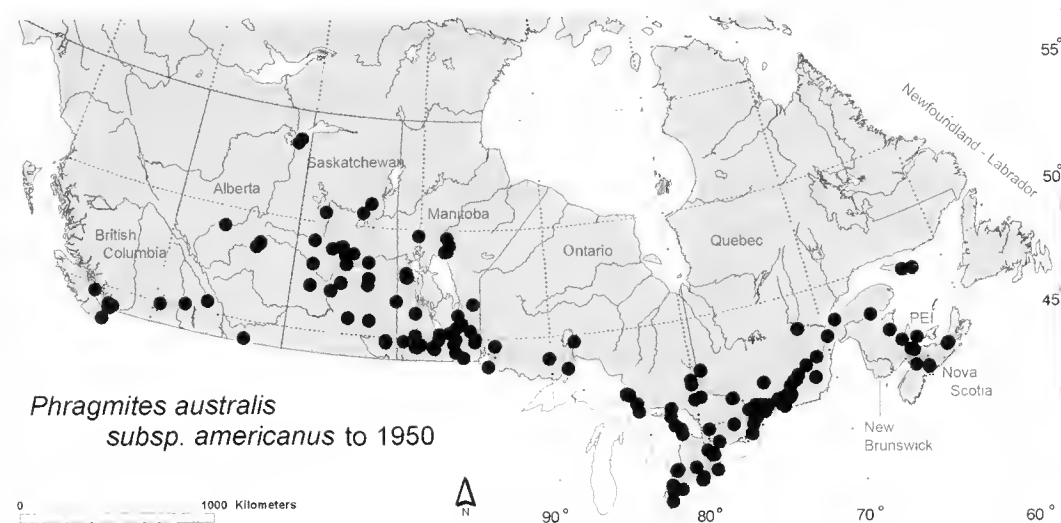 55°
Newfoundland - Labrador
50°
Saskatchewan
Alberta
Manitoba
British
Columbia
Ontario
Quebec
45°
PEI
Nova
Scotia
Phragmites australis
subsp. americanus to 1950
New
Brunswick
0 1000 Kilometers
N
90° 80° 70° 60°